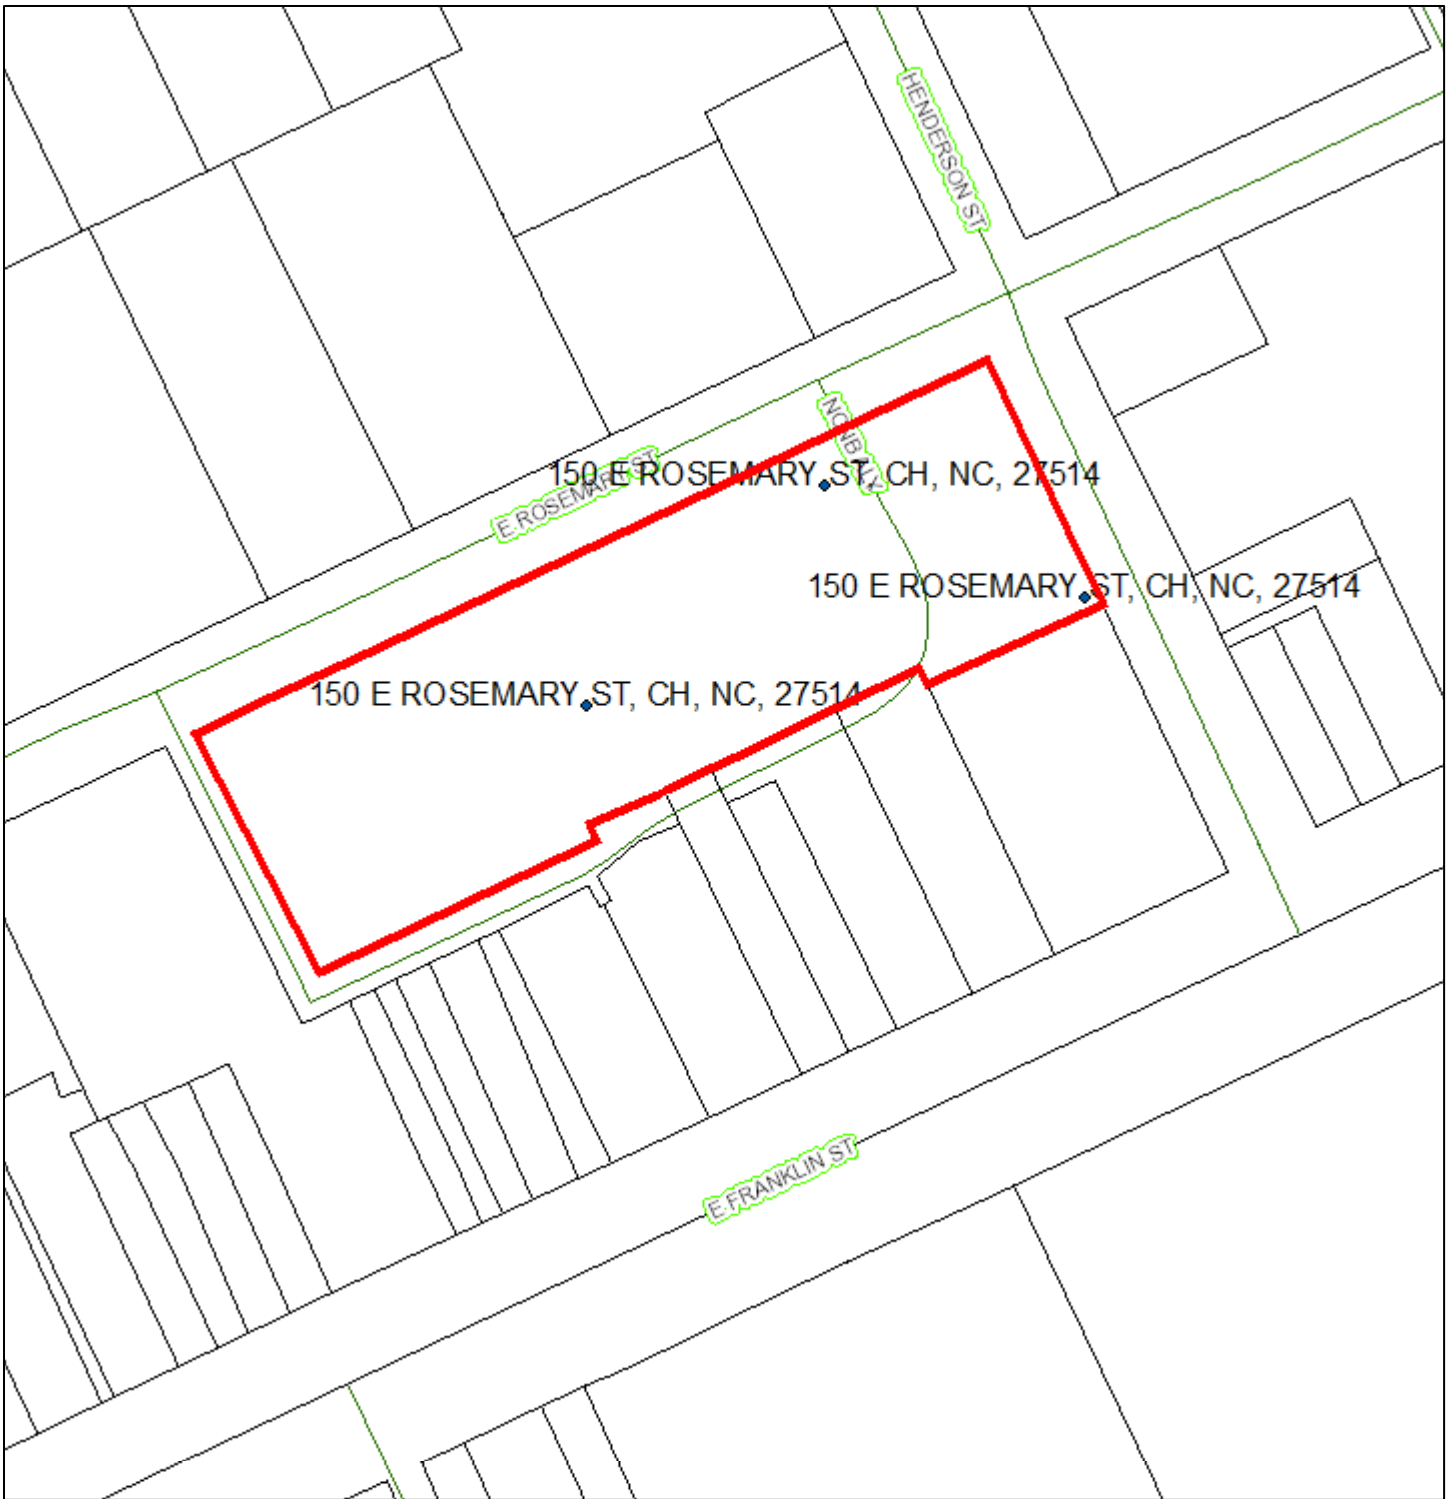 HENDERSON ST
E ROSEMARY ST
150 E ROSEMARY ST, CH, NC, 27514
150 E ROSEMARY ST, CH, NC, 27514
150 E ROSEMARY ST, CH, NC, 27514
E FRANKLIN ST